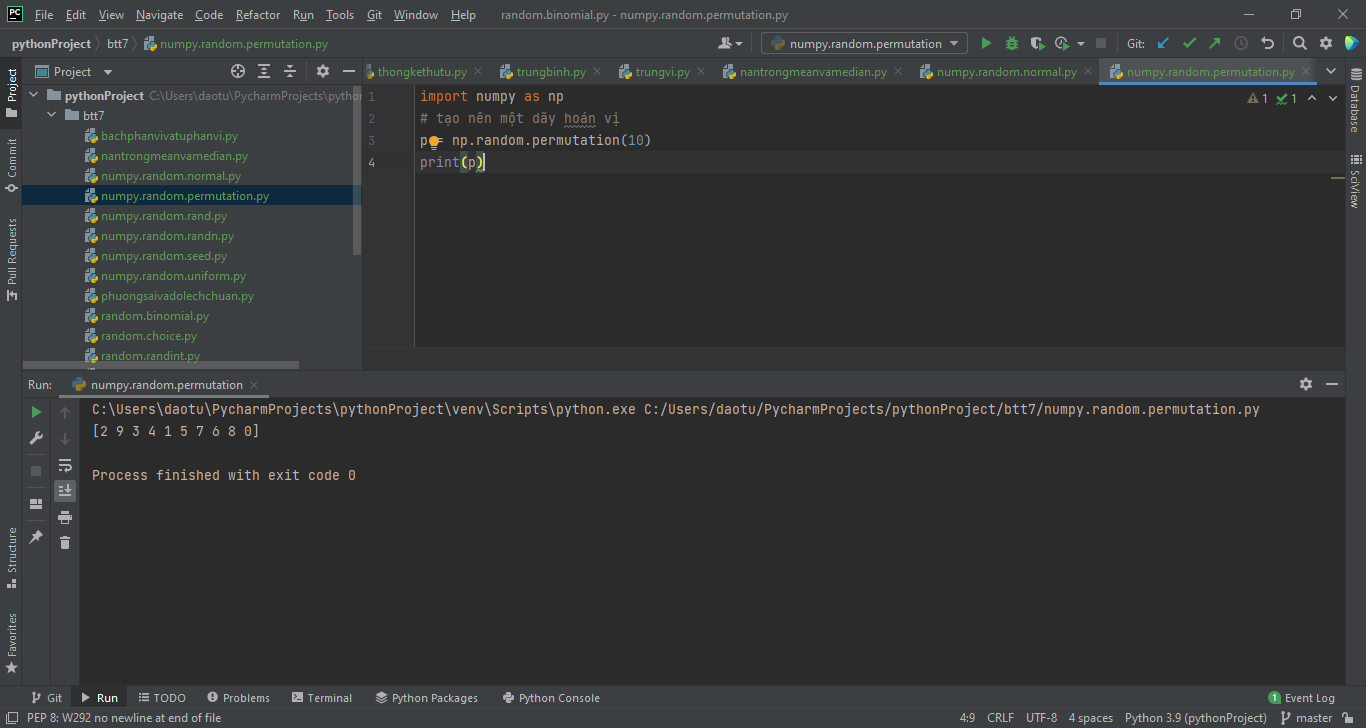 PC File Edit View Navigate Code Refactor Run Tools Git Window Help random.binomial.py - numpy.random.permutation.py
pythonProject btt7 numpy.random.permutation.py numpy.random.permutation Git:
Project
thongkethutu.py trungbinh.py trungvi.py nantrongmeanvamedian.py numpy.random.normal.py numpy.random.permutation.py
pythonProject C:\Users\daotu\PycharmProjects\pytho
btt7
bachphanvivatuphanvi.py
nantrongmeanvamedian.py
numpy.random.normal.py
numpy.random.permutation.py
numpy.random.rand.py
numpy.random.randn.py
numpy.random.seed.py
numpy.random.uniform.py
phuongsaivadolechchuan.py
random.binomial.py
random.choice.py
random.randint.py
1 import numpy as np
2 # tạo nên một dãy hoán vị
3 p = np.random.permutation(10)
4 print(p)
1 1
Project
Commit
Pull Requests
Structure
Favorites
Database
SciView
Run: numpy.random.permutation
C:\Users\daotu\PycharmProjects\pythonProject\venv\Scripts\python.exe C:/Users/daotu/PycharmProjects/pythonProject/btt7/numpy.random.permutation.py
[2 9 3 4 1 5 7 6 8 0]
Process finished with exit code 0
Git Run TODO Problems Terminal Python Packages Python Console 1 Event Log
PEP 8: W292 no newline at end of file 4:9 CRLF UTF-8 4 spaces Python 3.9 (pythonProject) master